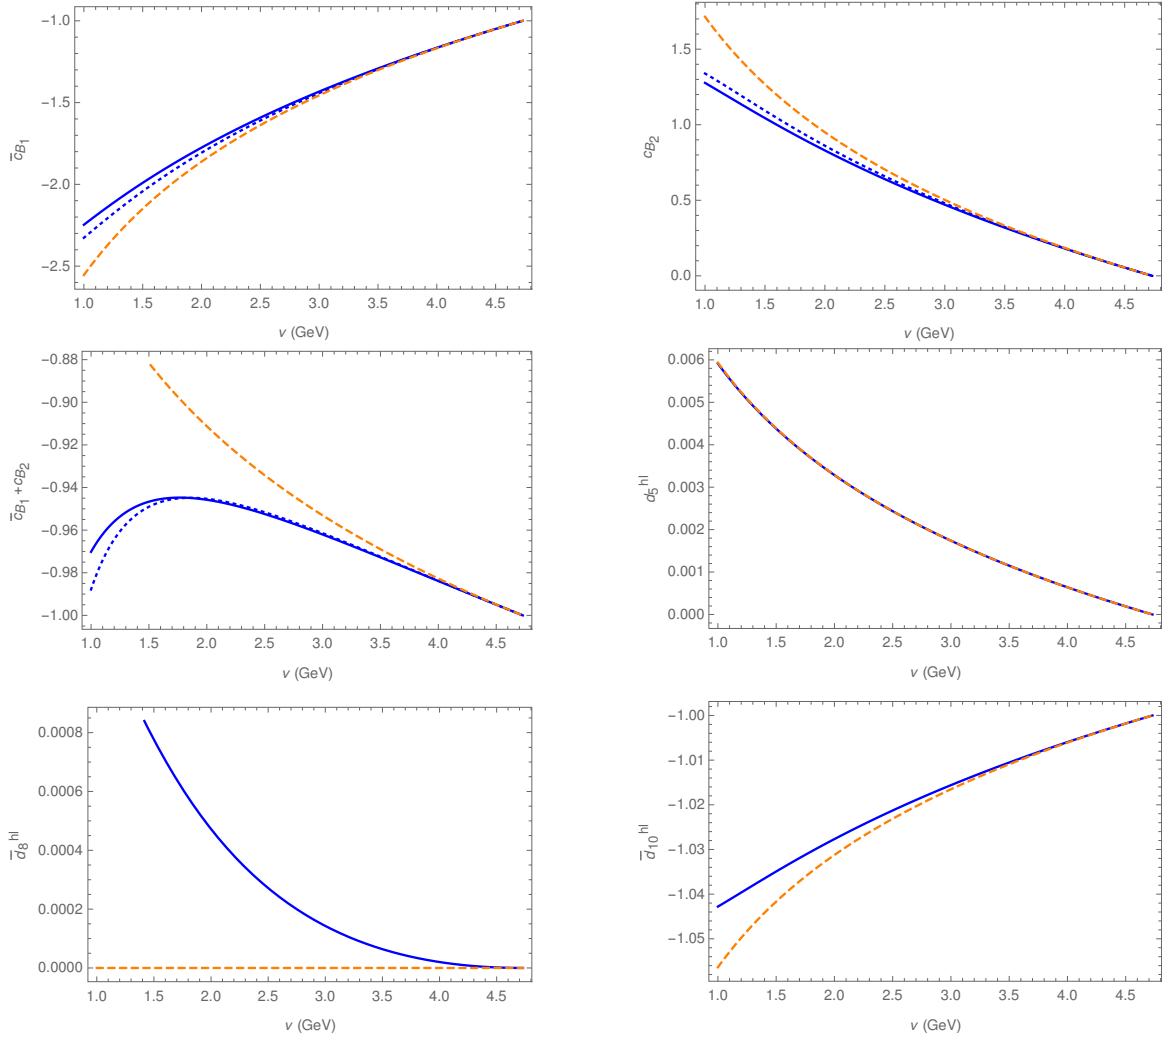 −1.0
−1.5
−2.0
−2.5
c̄B1
1.0 1.5 2.0 2.5 3.0 3.5 4.0 4.5
ν (GeV)
1.5
1.0
0.5
0.0
cB2
1.0 1.5 2.0 2.5 3.0 3.5 4.0 4.5
ν (GeV)
−0.88
−0.90
−0.92
−0.94
−0.96
−0.98
−1.00
c̄B1+cB2
1.0 1.5 2.0 2.5 3.0 3.5 4.0 4.5
ν (GeV)
0.006
0.005
0.004
0.003
0.002
0.001
0.000
d5hl
1.0 1.5 2.0 2.5 3.0 3.5 4.0 4.5
ν (GeV)
0.0008
0.0006
0.0004
0.0002
0.0000
d̄8hl
1.0 1.5 2.0 2.5 3.0 3.5 4.0 4.5
ν (GeV)
−1.00
−1.01
−1.02
−1.03
−1.04
−1.05
d̄10hl
1.0 1.5 2.0 2.5 3.0 3.5 4.0 4.5
ν (GeV)